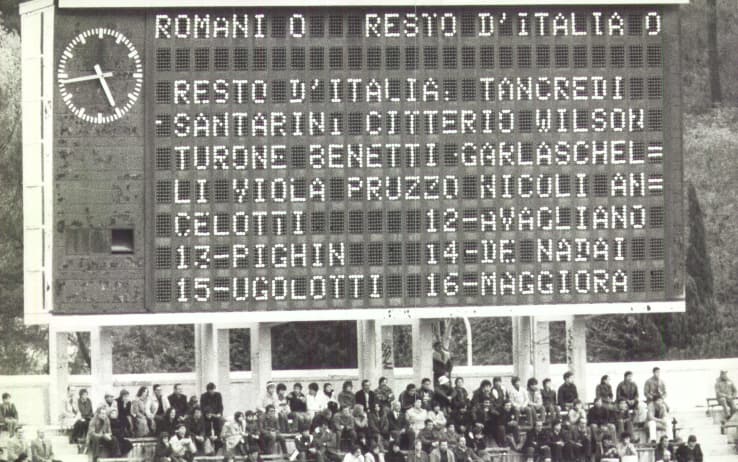 ROMANI 0 RESTO D'ITALIA 0
RESTO D'ITALIA: TANCREDI
SANTARINI CITTERIO WILSON
TURONE BENETTI GARLASCHEL=
LI VIOLA PRUZZO NICOLI AN=
CELOTTI 12-AVAGLIANO
13-PIGHIN 14-DE NADAI
15-UGOLOTTI 16-MAGGIORA